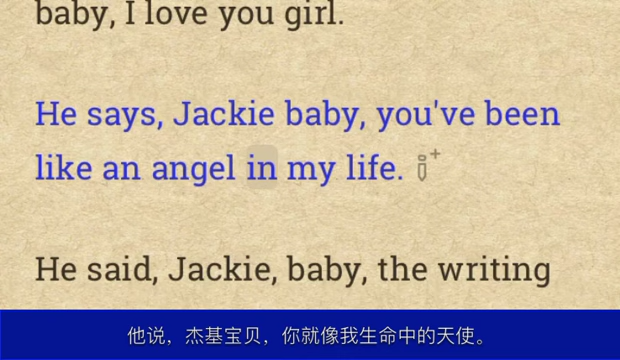 baby, I love you girl.
He says, Jackie baby, you've been
like an angel in my life.
He said, Jackie, baby, the writing
他说，杰基宝贝，你就像我生命中的天使。